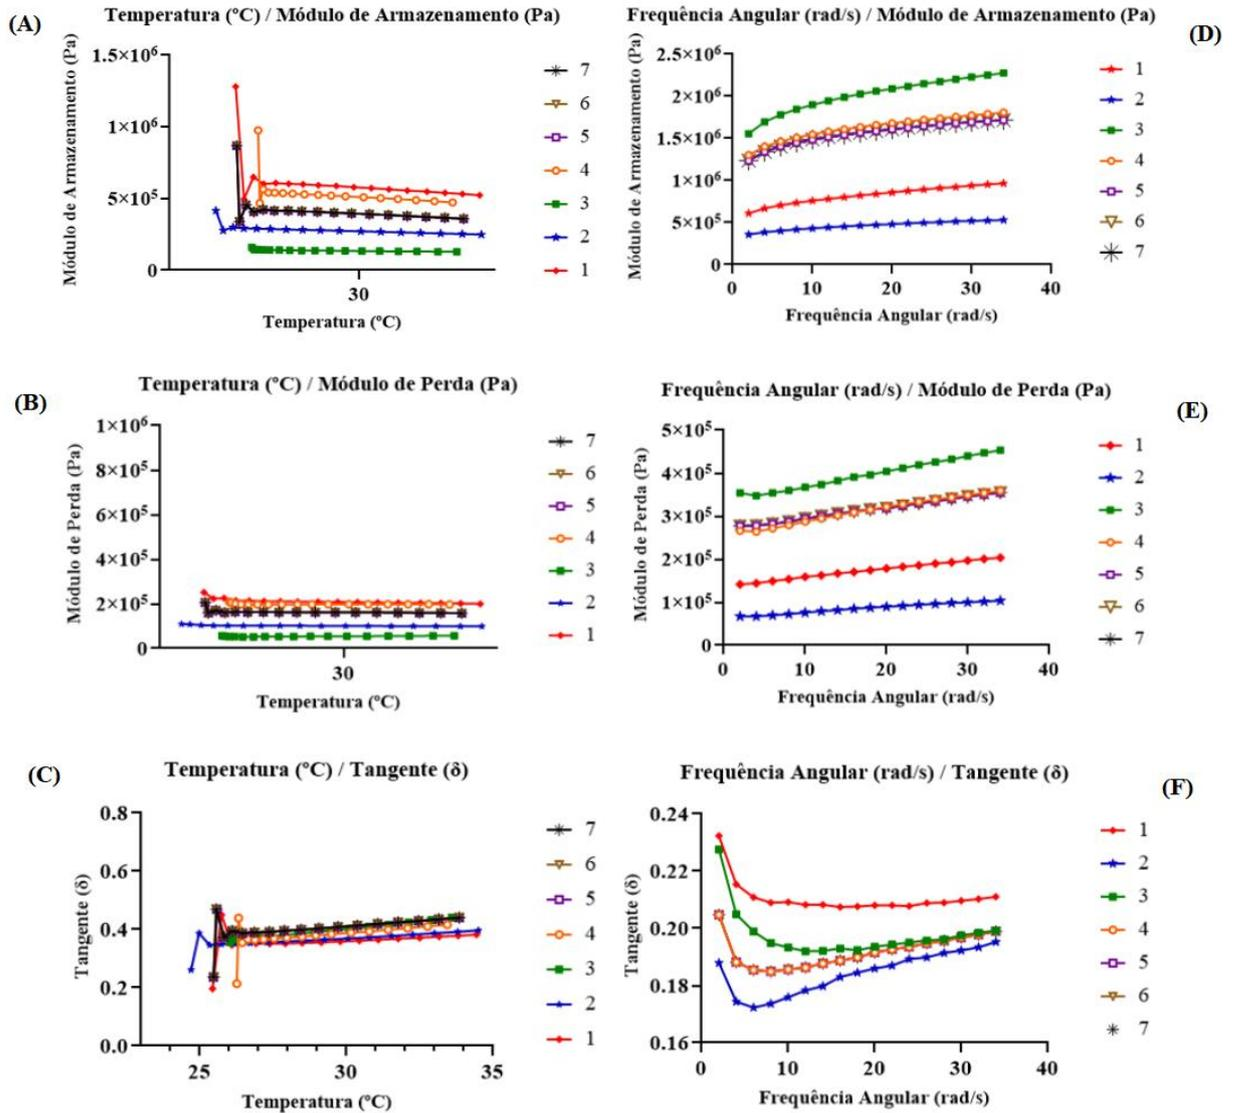 (A)
Temperatura (ºC) / Módulo de Armazenamento (Pa)
Módulo de Armazenamento (Pa)
1.5×10⁶
1×10⁶
5×10⁵
0
30
Temperatura (ºC)
7
6
5
4
3
2
1
Frequência Angular (rad/s) / Módulo de Armazenamento (Pa)
(D)
Módulo de Armazenamento (Pa)
2.5×10⁶
2×10⁶
1.5×10⁶
1×10⁶
5×10⁵
0
0 10 20 30 40
Frequência Angular (rad/s)
1
2
3
4
5
6
7
(B)
Temperatura (ºC) / Módulo de Perda (Pa)
Módulo de Perda (Pa)
1×10⁶
8×10⁵
6×10⁵
4×10⁵
2×10⁵
0
30
Temperatura (ºC)
7
6
5
4
3
2
1
Frequência Angular (rad/s) / Módulo de Perda (Pa)
(E)
Módulo de Perda (Pa)
5×10⁵
4×10⁵
3×10⁵
2×10⁵
1×10⁵
0
0 10 20 30 40
Frequência Angular (rad/s)
1
2
3
4
5
6
7
(C)
Temperatura (ºC) / Tangente (δ)
Tangente (δ)
0.8
0.6
0.4
0.2
0.0
25 30 35
Temperatura (ºC)
7
6
5
4
3
2
1
Frequência Angular (rad/s) / Tangente (δ)
(F)
Tangente (δ)
0.24
0.22
0.20
0.18
0.16
0 10 20 30 40
Frequência Angular (rad/s)
1
2
3
4
5
6
7